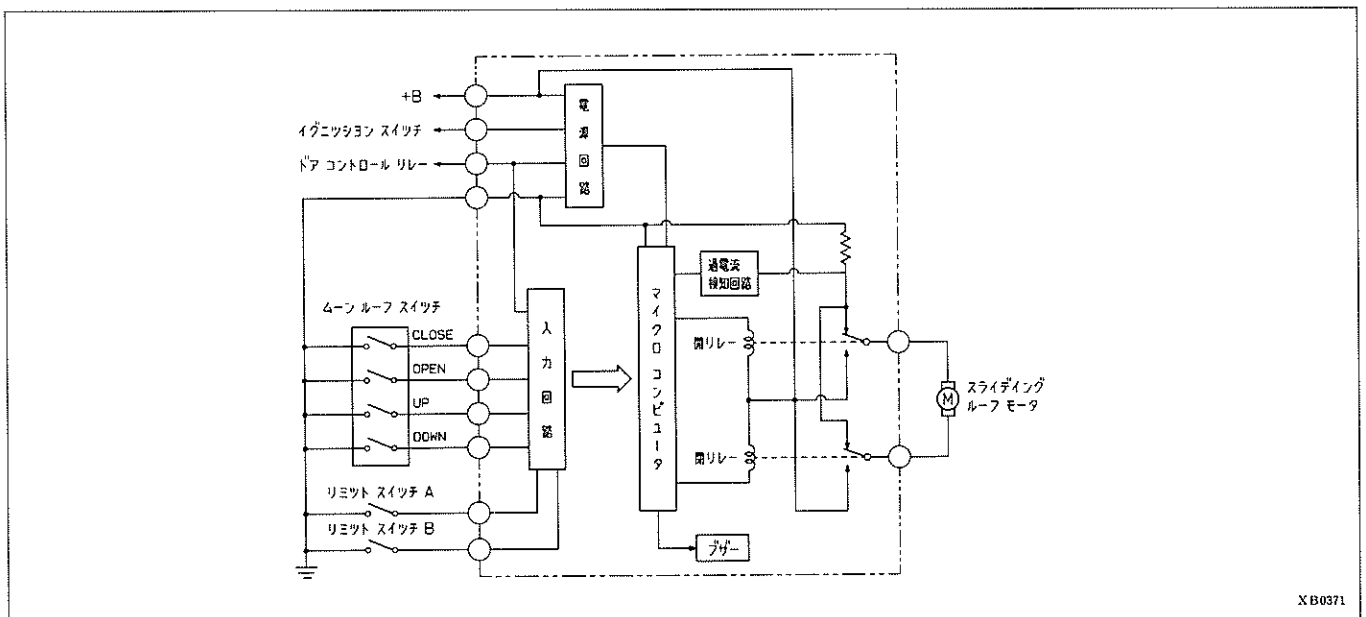 +B
イグニッション スイッチ
ドア コントロール リレー
電源回路
過電流
検知回路
ムーン ルーフ スイッチ
CLOSE
OPEN
UP
DOWN
入力回路
マイクロ コンピュータ
開リレー
閉リレー
スライディング
ルーフ モータ
M
リミット スイッチ A
リミット スイッチ B
ブザー
XB0371